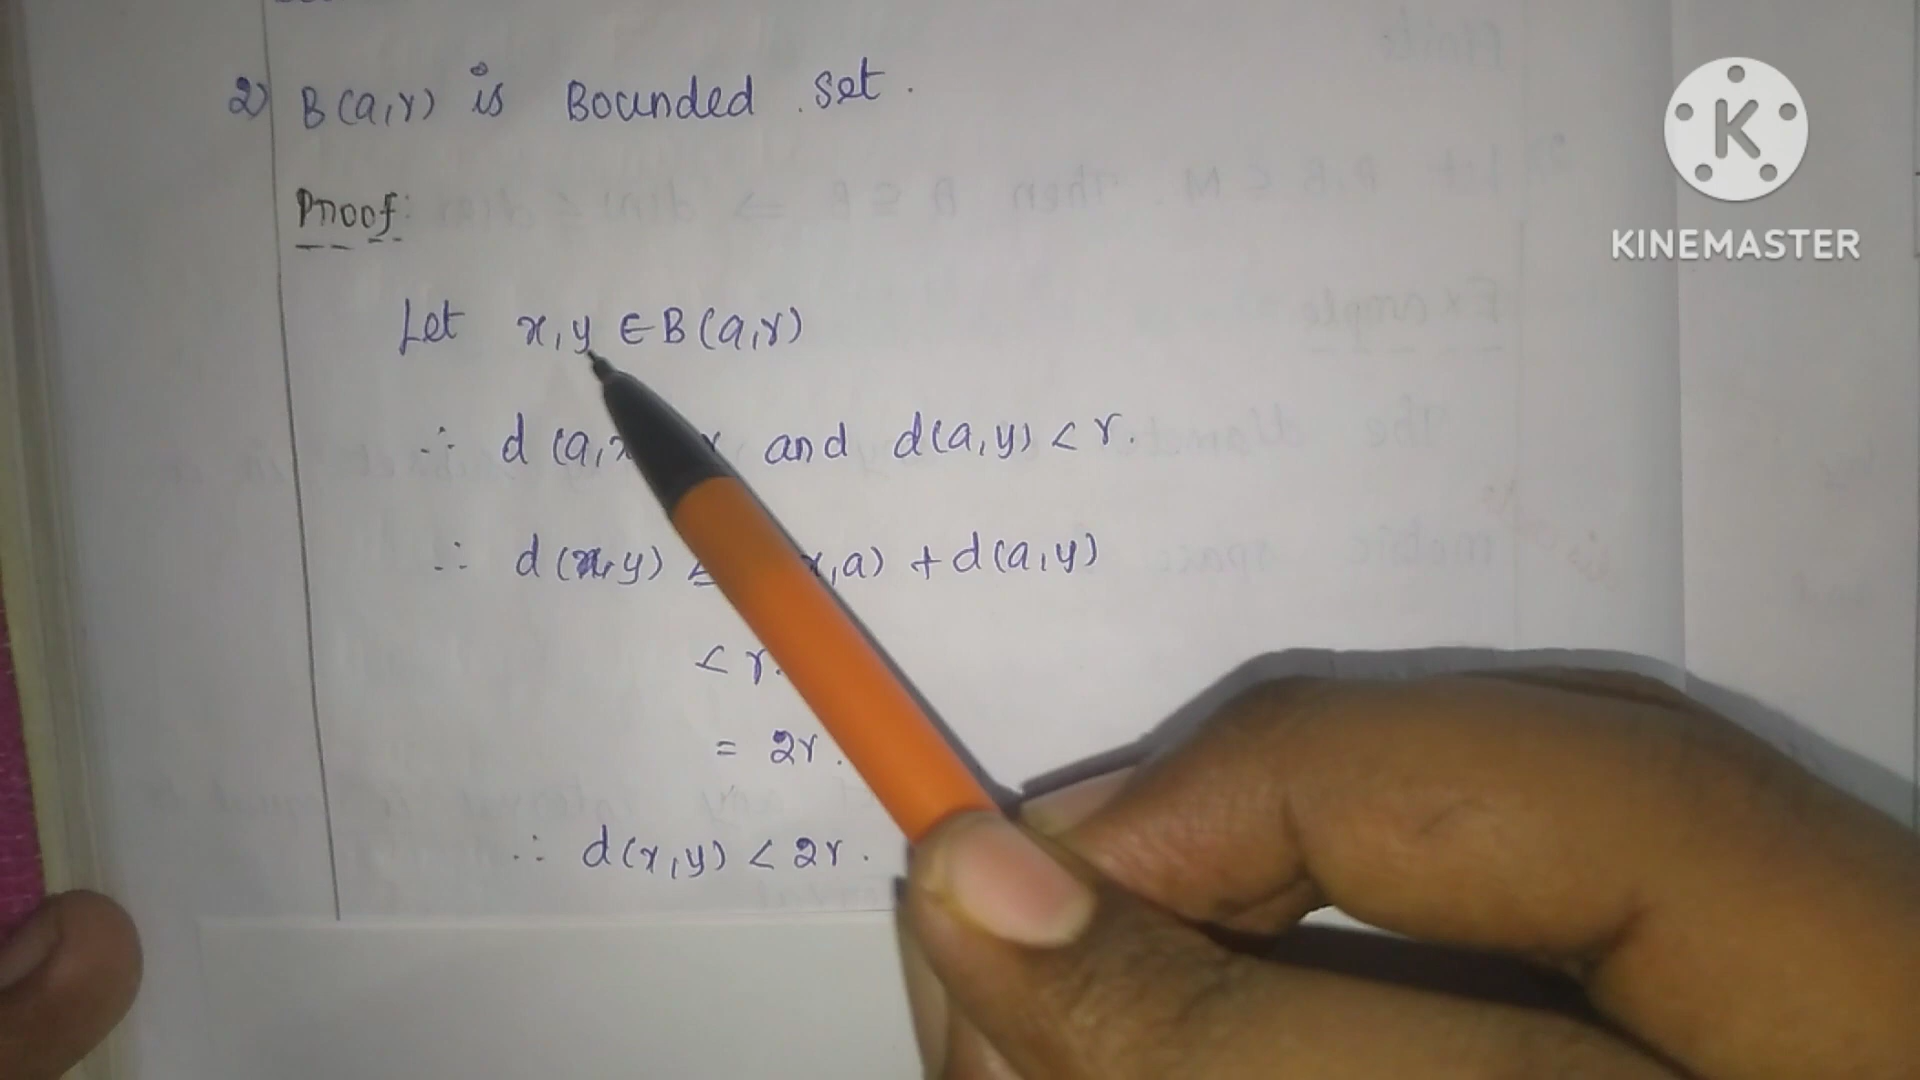 2) B(a,r) is Bounded set.
Proof:
Let x,y ∈ B(a,r)
∴ d(a, and d(a,y) < r.
∴ d(x,y) ≤ x,a) + d(a,y)
< r
= 2r.
∴ d(x,y) < 2r.
K
KINEMASTER